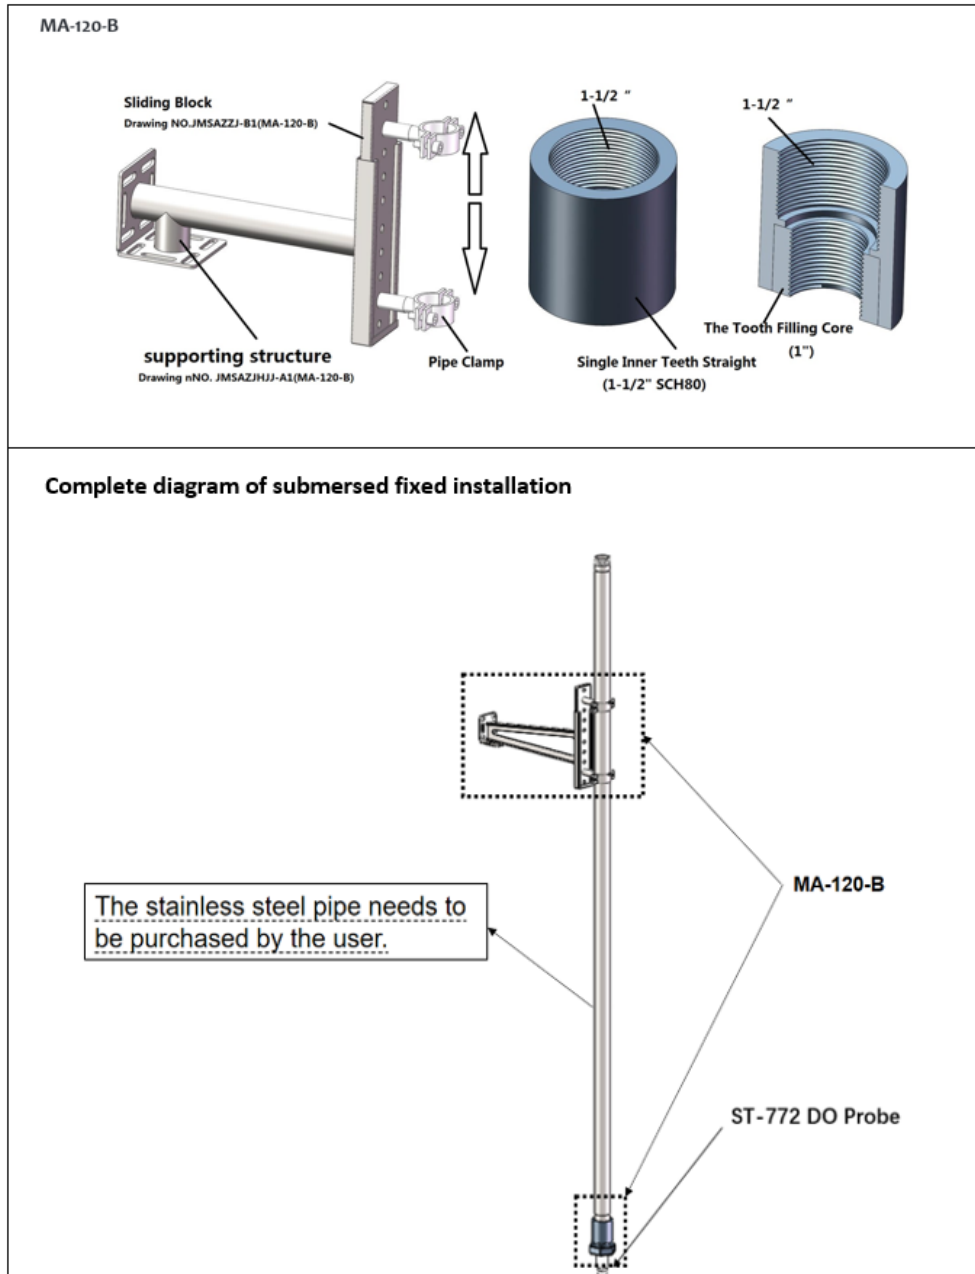 MA-120-B
Sliding Block
Drawing NO.JMSAZZJ-B1(MA-120-B)
1-1/2 "
1-1/2 "
supporting structure
Drawing nNO. JMSAZJHJJ-A1(MA-120-B)
Pipe Clamp
Single Inner Teeth Straight
(1-1/2" SCH80)
The Tooth Filling Core
(1")
Complete diagram of submersed fixed installation
The stainless steel pipe needs to
be purchased by the user.
MA-120-B
ST-772 DO Probe